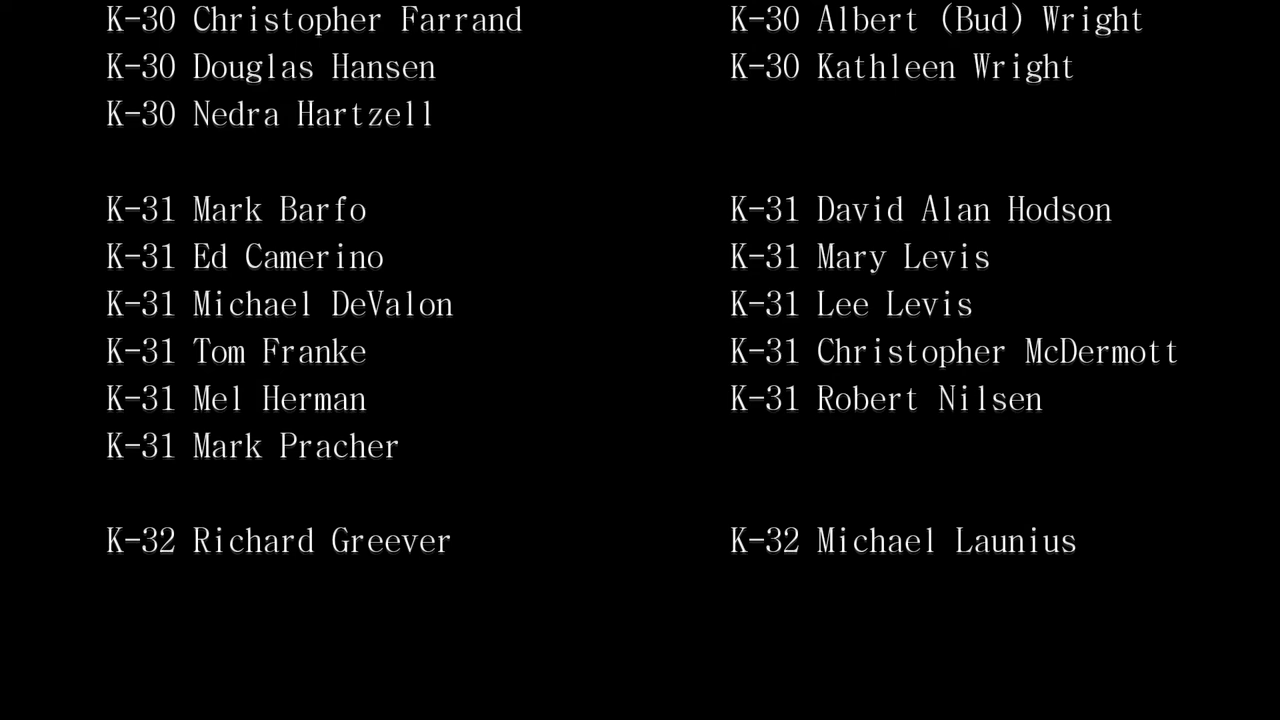 K-30 Christopher Farrand
K-30 Albert (Bud) Wright
K-30 Douglas Hansen
K-30 Kathleen Wright
K-30 Nedra Hartzell
K-31 Mark Barfo
K-31 David Alan Hodson
K-31 Ed Camerino
K-31 Mary Levis
K-31 Michael DeValon
K-31 Lee Levis
K-31 Tom Franke
K-31 Christopher McDermott
K-31 Mel Herman
K-31 Robert Nilsen
K-31 Mark Pracher
K-32 Richard Greever
K-32 Michael Launius